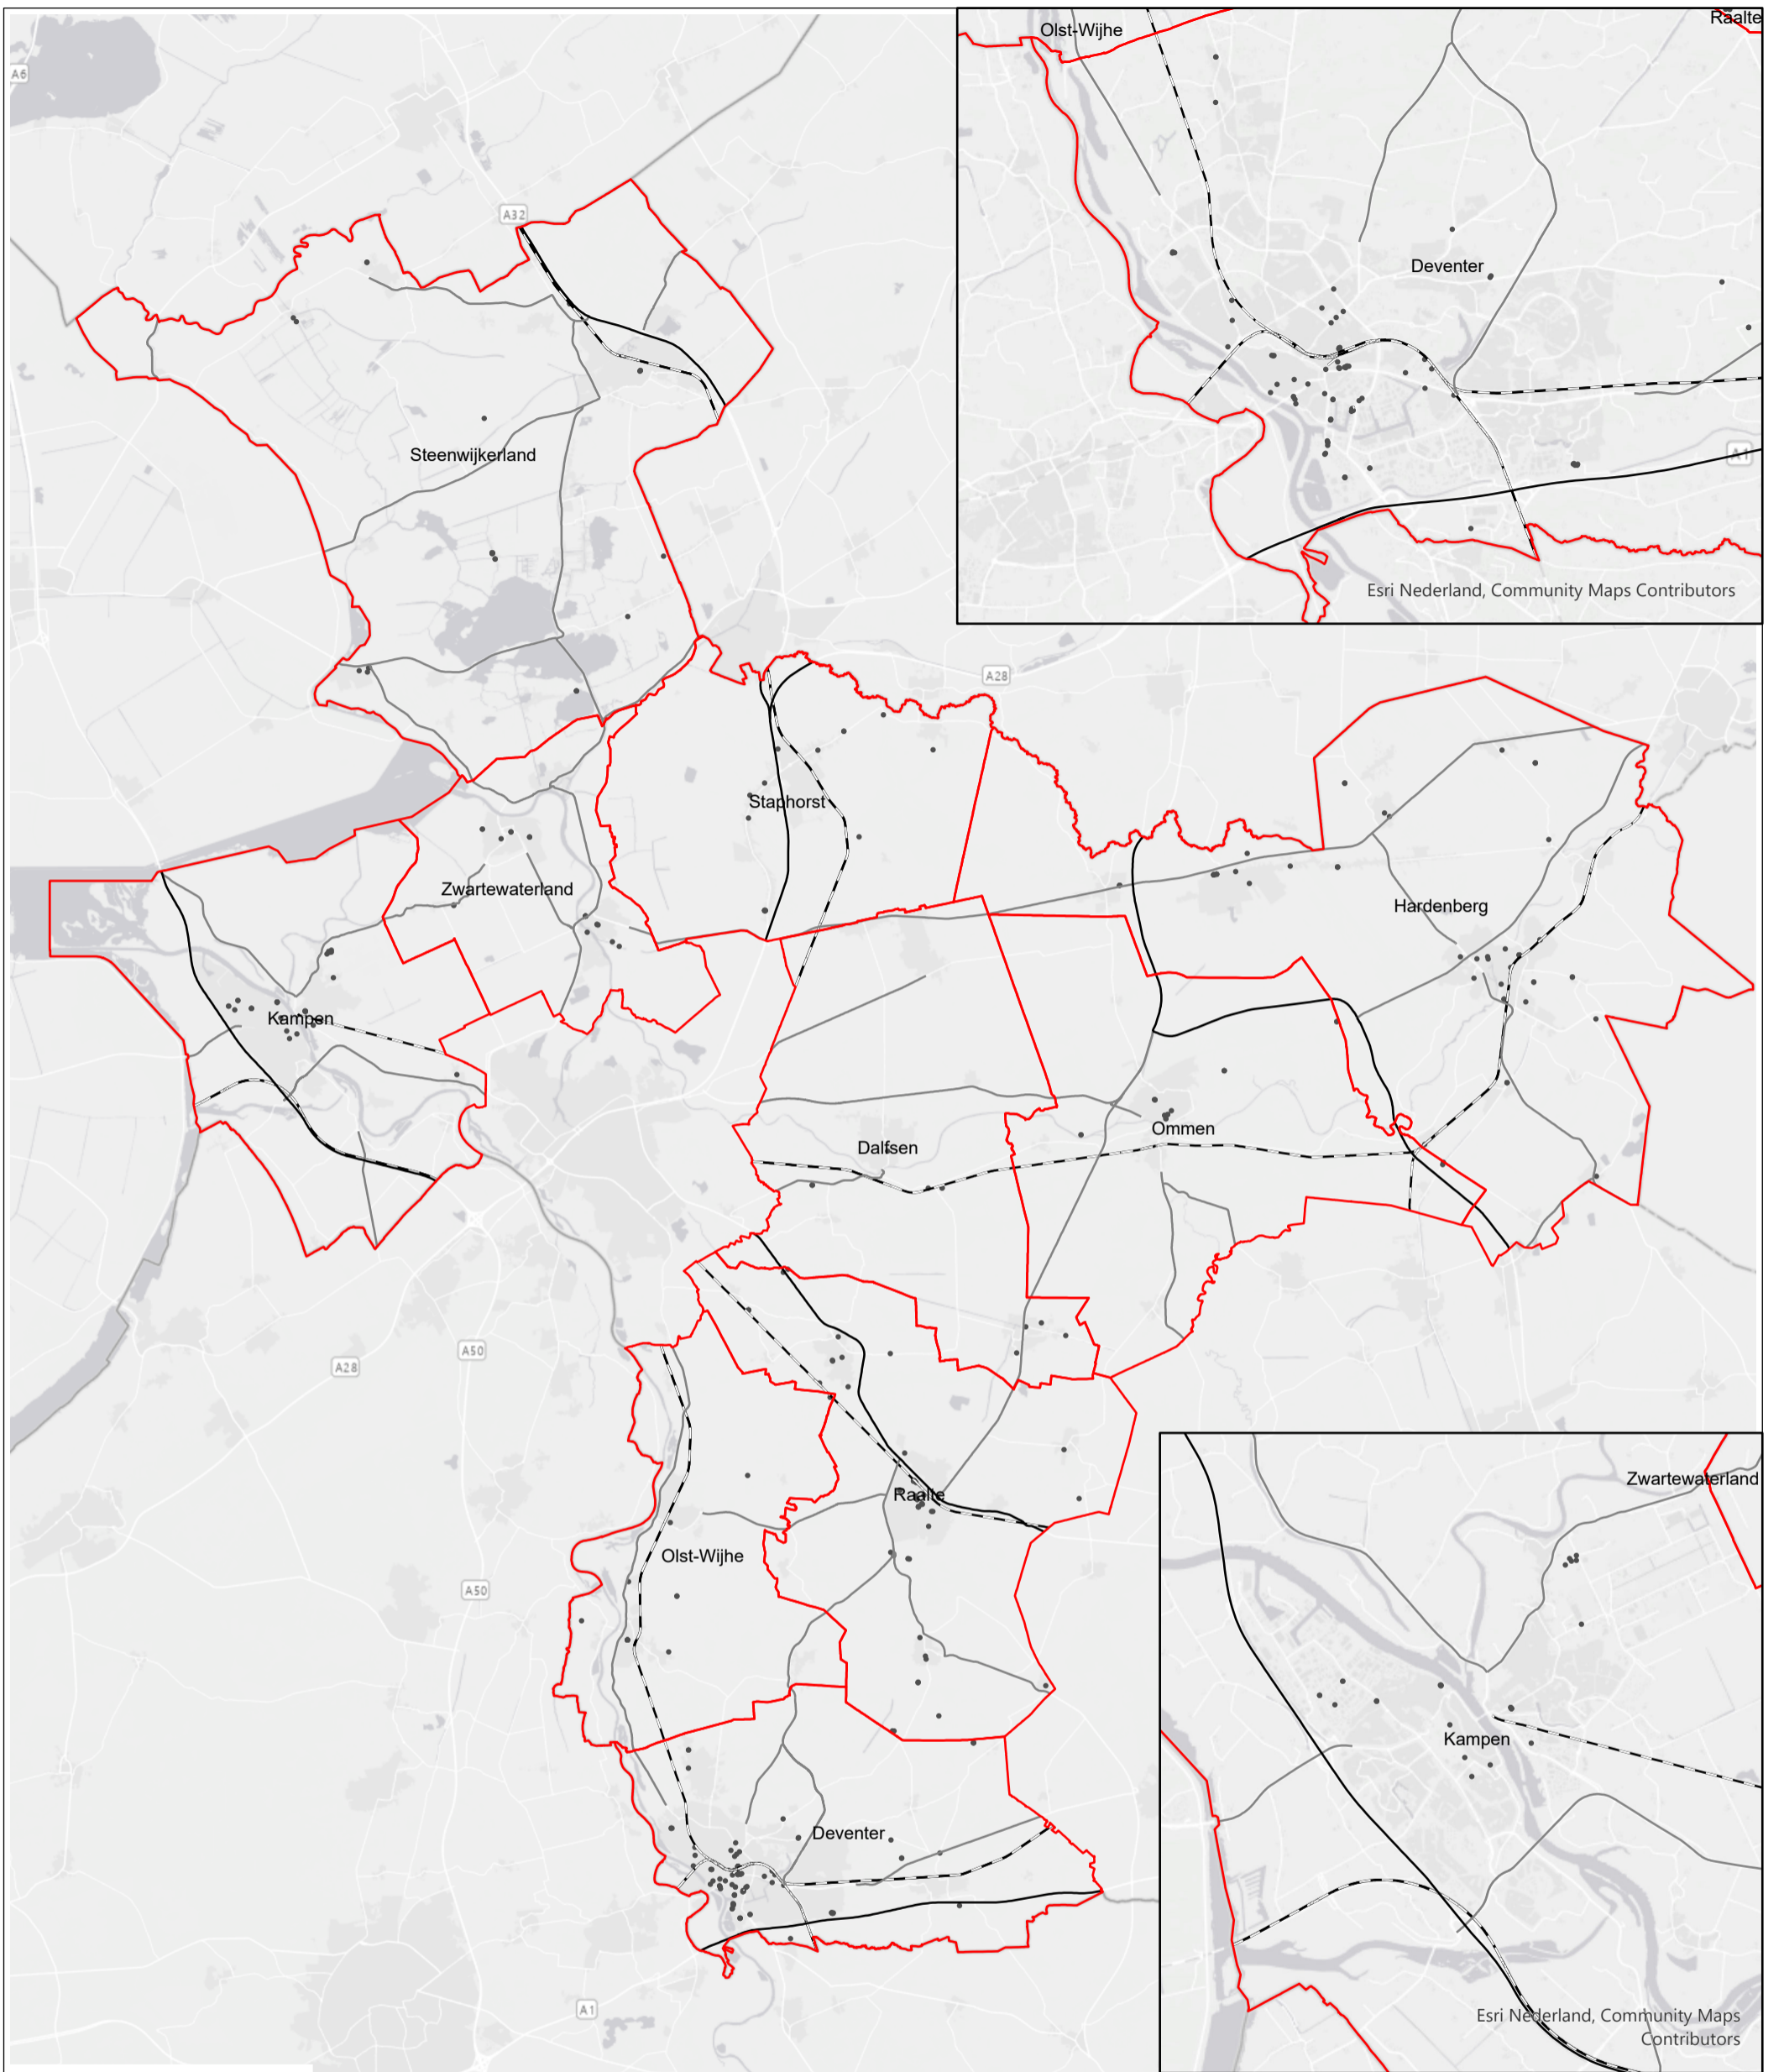 Olst-Wijhe
Raalte
A6
A32
Deventer
Steenwijkerland
A1
Esri Nederland, Community Maps Contributors
A28
Staphorst
Zwartewaterland
Hardenberg
Kampen
Ommen
Dalfsen
A50
A28
Zwartewaterland
Raalte
Olst-Wijhe
A50
Kampen
Deventer
A1
Esri Nederland, Community Maps
Contributors